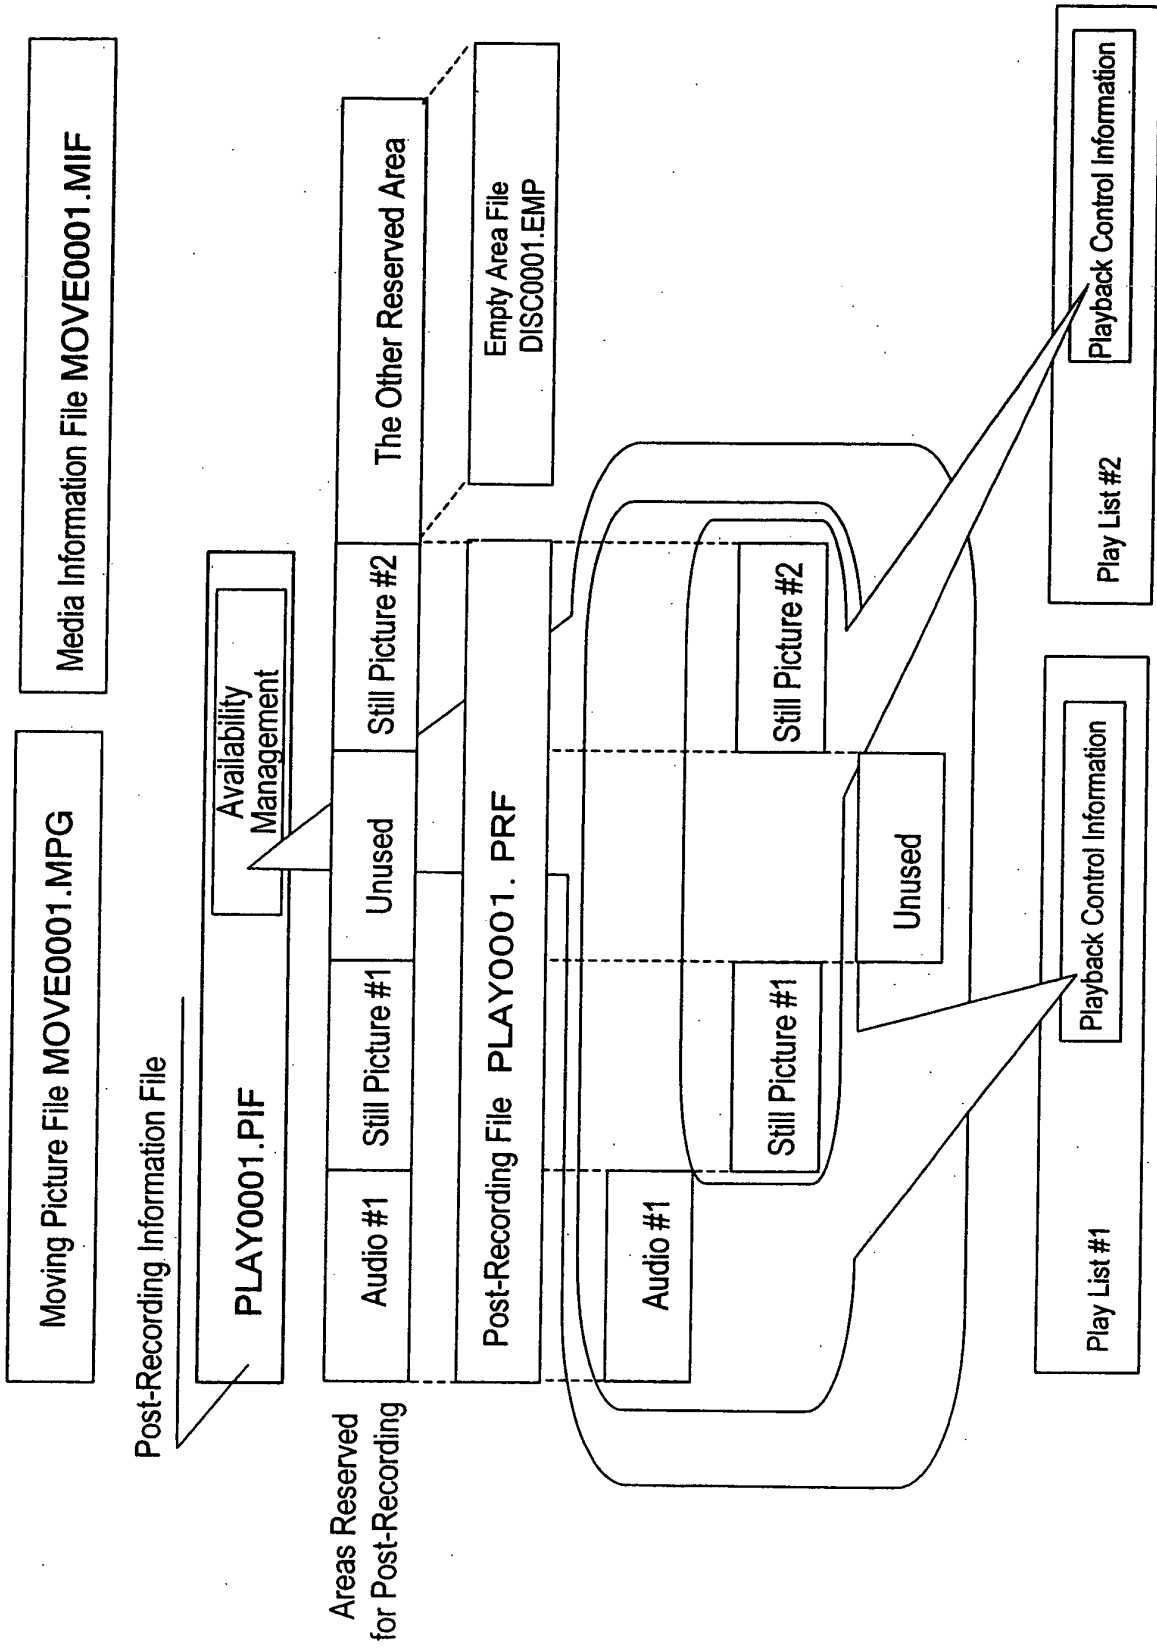 Moving Picture File MOVE0001.MPG
Media Information File MOVE0001.MIF
Post-Recording Information File
PLAY0001.PIF
Availability
Management
Areas Reserved
for Post-Recording
Audio #1
Still Picture #1
Unused
Still Picture #2
The Other Reserved Area
Post-Recording File PLAY0001. PRF
Empty Area File
DISC0001.EMP
Audio #1
Still Picture #1
Still Picture #2
Unused
Play List #1
Playback Control Information
Play List #2
Playback Control Information